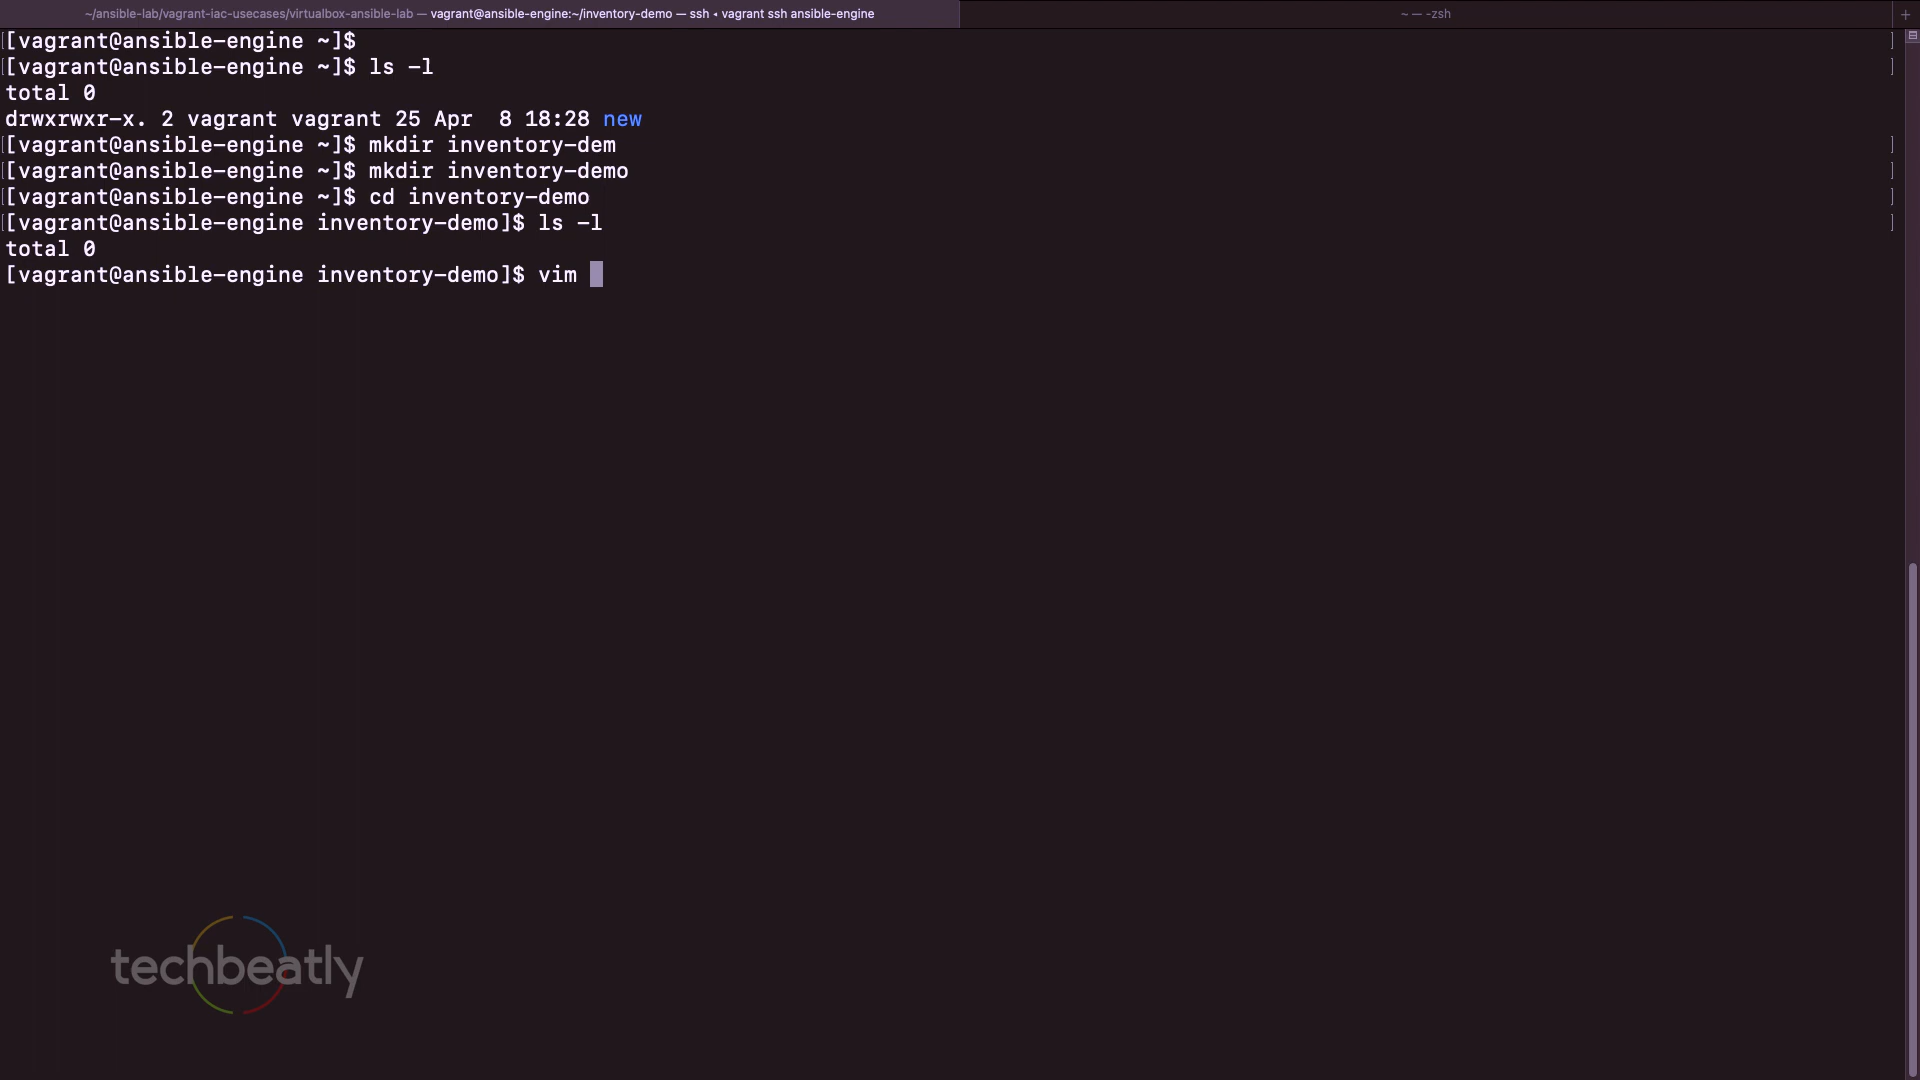 ~/ansible-lab/vagrant-iac-usecases/virtualbox-ansible-lab — vagrant@ansible-engine:~/inventory-demo — ssh ◂ vagrant ssh ansible-engine
~ — -zsh
+
[vagrant@ansible-engine ~]$
[vagrant@ansible-engine ~]$ ls -l
total 0
drwxrwxr-x. 2 vagrant vagrant 25 Apr  8 18:28 new
[vagrant@ansible-engine ~]$ mkdir inventory-dem
[vagrant@ansible-engine ~]$ mkdir inventory-demo
[vagrant@ansible-engine ~]$ cd inventory-demo
[vagrant@ansible-engine inventory-demo]$ ls -l
total 0
[vagrant@ansible-engine inventory-demo]$ vim
techbeatly